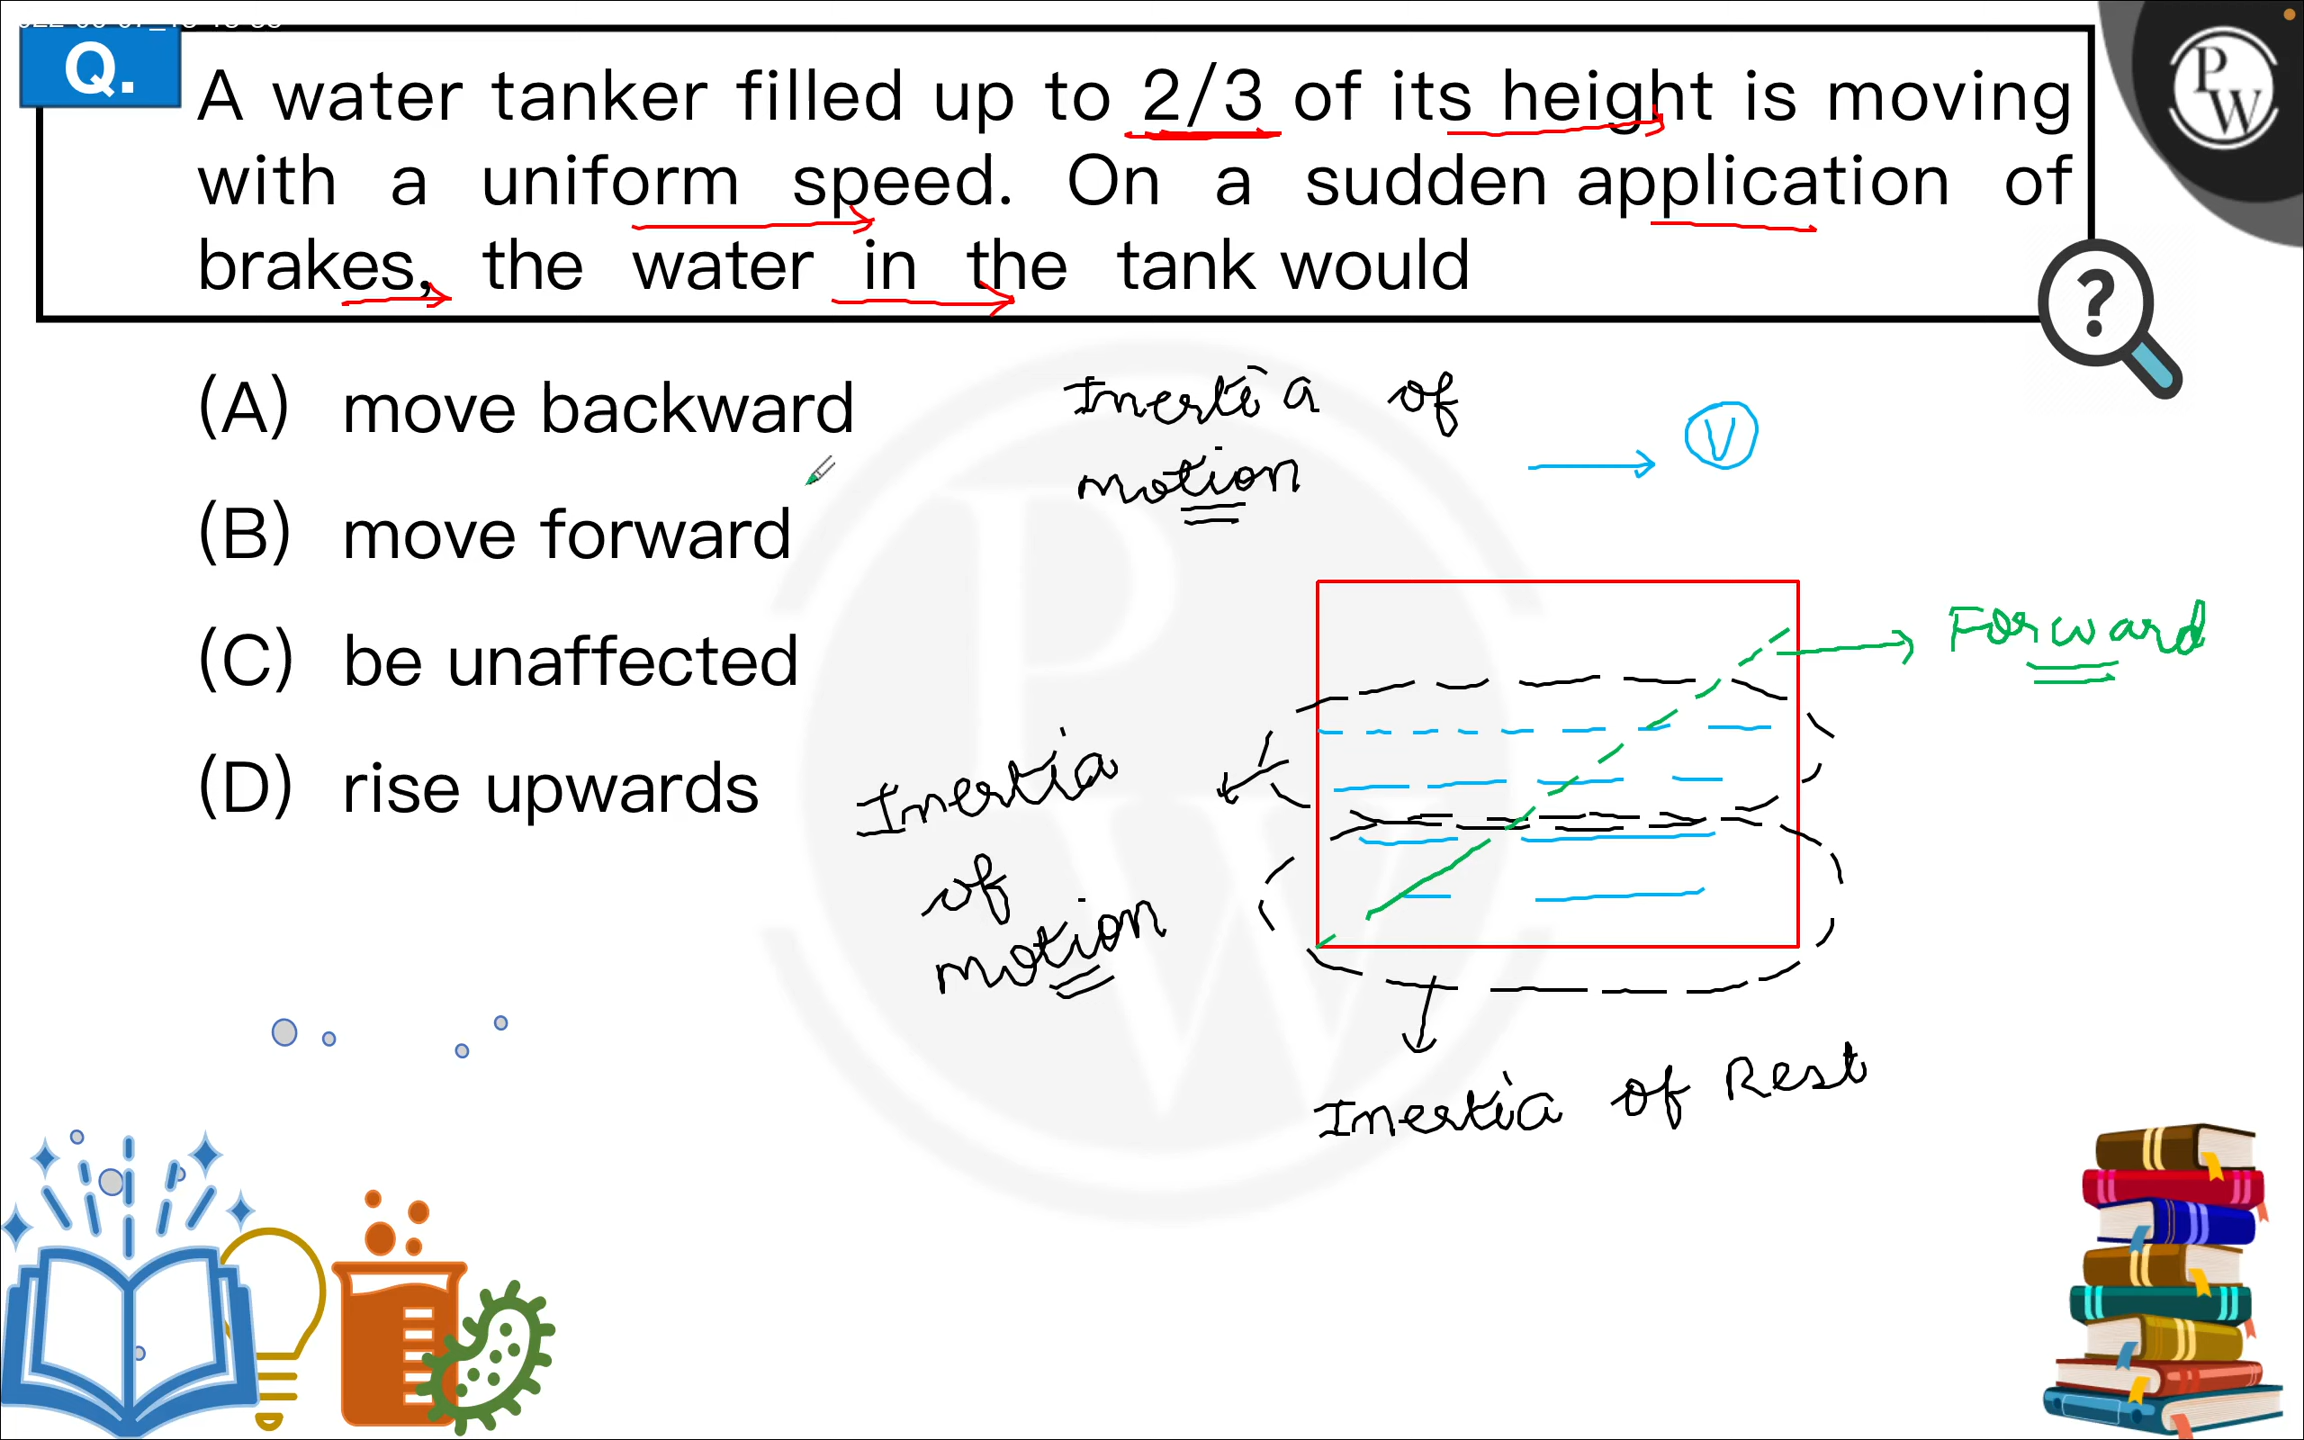 Q.
A water tanker filled up to 2/3 of its height is moving
with a uniform speed. On a sudden application of
brakes, the water in the tank would
P
W
?
(A) move backward
(B) move forward
(C) be unaffected
(D) rise upwards
Inertia of
motion
V
Forward
Inertia
of
motion
Inertia of Rest